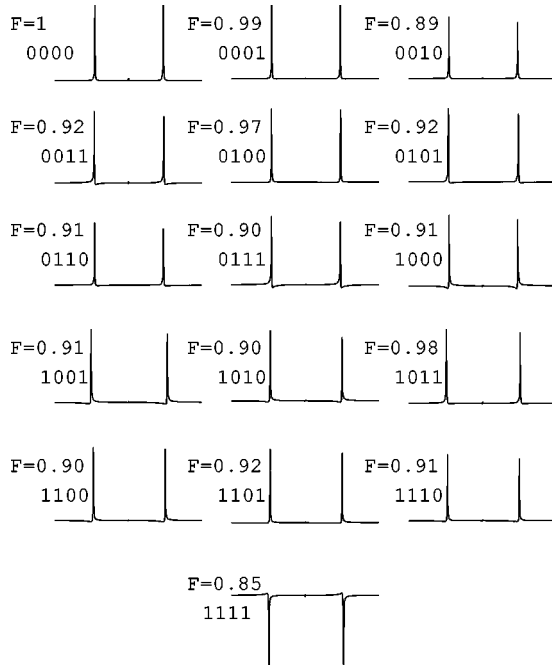 F=1 F=0.99 F=0.89
0000 0001 0010
F=0.92 F=0.97 F=0.92
0011 0100 0101
F=0.91 F=0.90 F=0.91
0110 0111 1000
F=0.91 F=0.90 F=0.98
1001 1010 1011
F=0.90 F=0.92 F=0.91
1100 1101 1110
F=0.85
1111